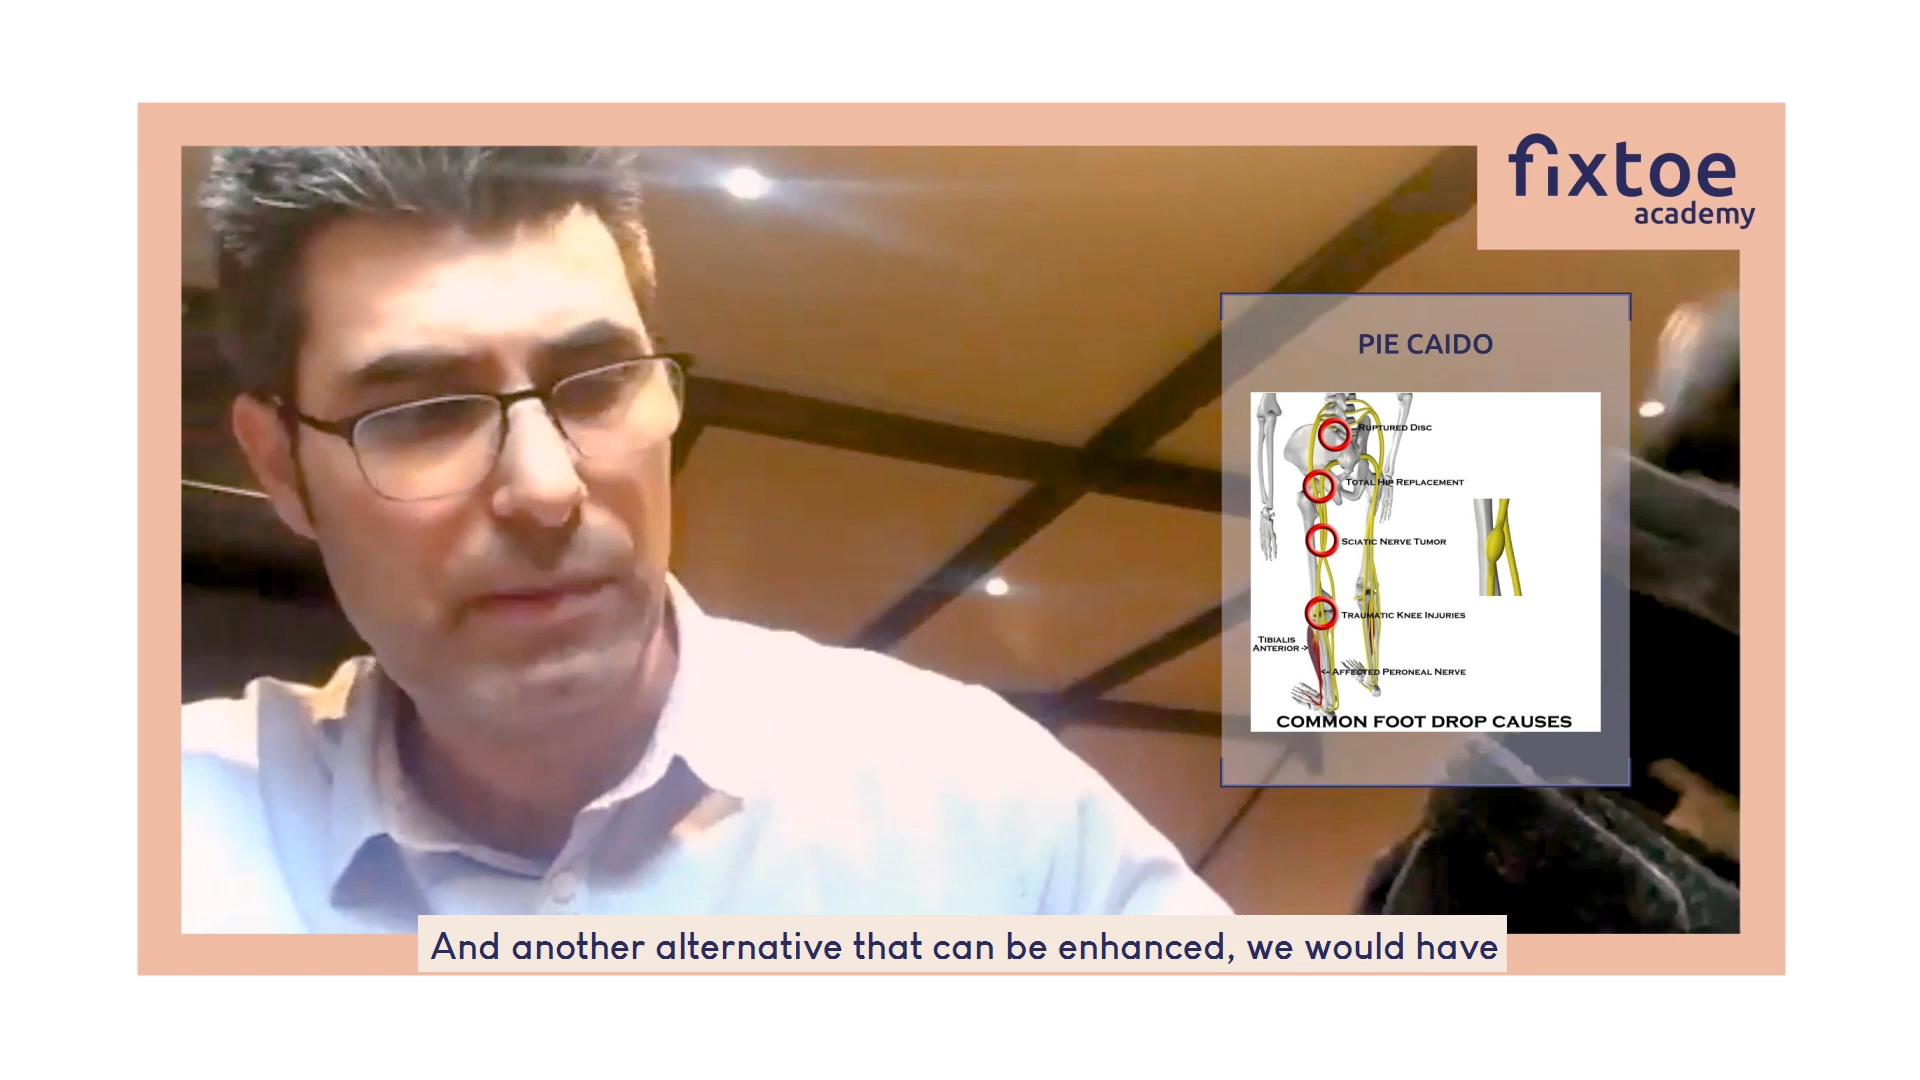 fixtoe
academy
PIE CAIDO
RUPTURED DISC
TOTAL HIP REPLACEMENT
SCIATIC NERVE TUMOR
TRAUMATIC KNEE INJURIES
TIBIALIS
ANTERIOR ->
<- AFFECTED PERONEAL NERVE
COMMON FOOT DROP CAUSES
And another alternative that can be enhanced, we would have